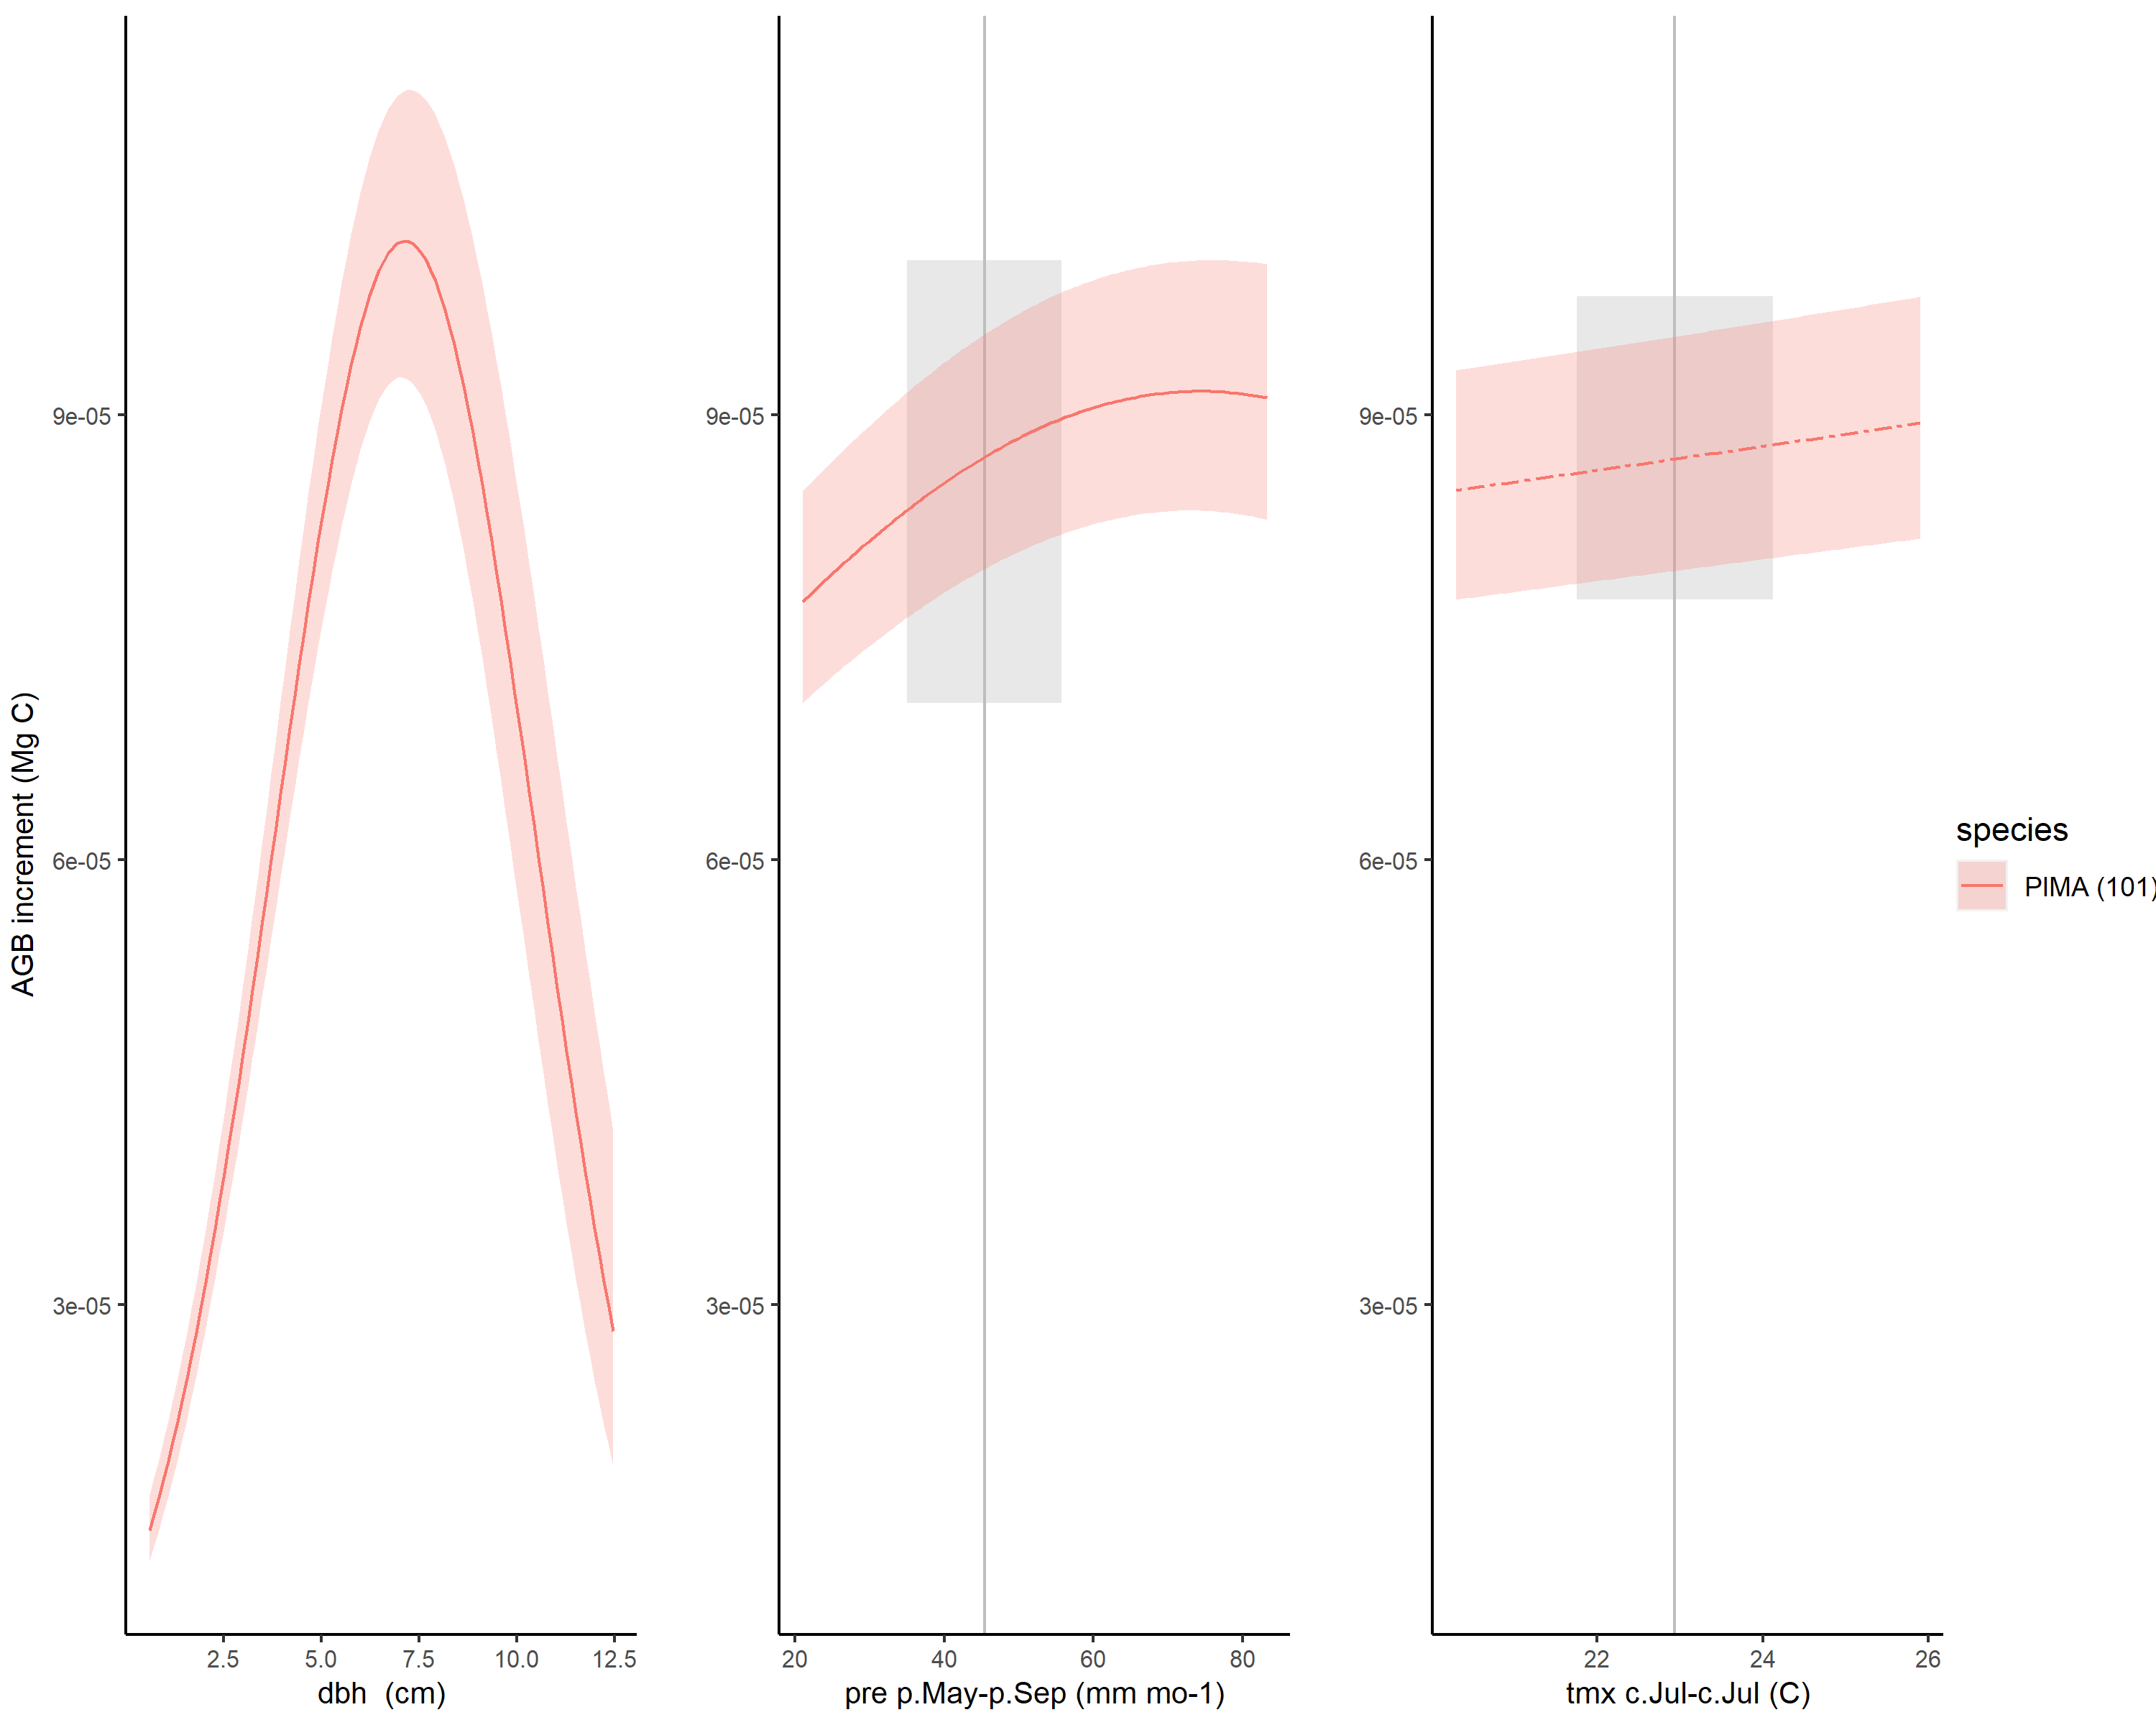 AGB increment (Mg C)
9e-05
6e-05
3e-05
2.5 5.0 7.5 10.0 12.5
dbh (cm)
9e-05
6e-05
3e-05
20 40 60 80
pre p.May-p.Sep (mm mo-1)
9e-05
6e-05
3e-05
22 24 26
tmx c.Jul-c.Jul (C)
species
PIMA (101)